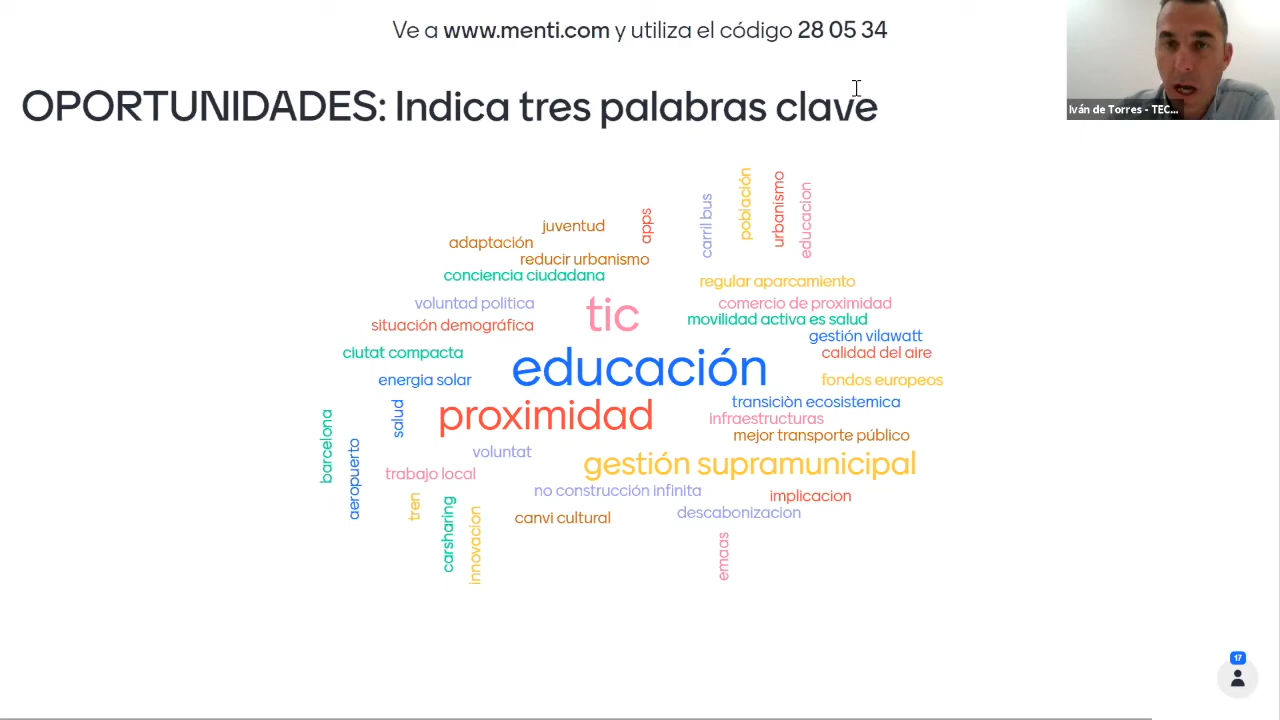 Ve a www.menti.com y utiliza el código 28 05 34
Iván de Torres - TEC...
OPORTUNIDADES: Indica tres palabras clave
población
urbanismo
educacion
carril bus
apps
juventud
adaptación
reducir urbanismo
conciencia ciudadana
regular aparcamiento
voluntad politica
tic
comercio de proximidad
movilidad activa es salud
situación demográfica
gestión vilawatt
ciutat compacta
calidad del aire
educación
energia solar
fondos europeos
transiciòn ecosistemica
salud
proximidad
infraestructuras
mejor transporte público
barcelona
aeropuerto
voluntat
gestión supramunicipal
trabajo local
no construcción infinita
implicacion
tren
carsharing
innovacion
canvi cultural
descabonizacion
emaas
17